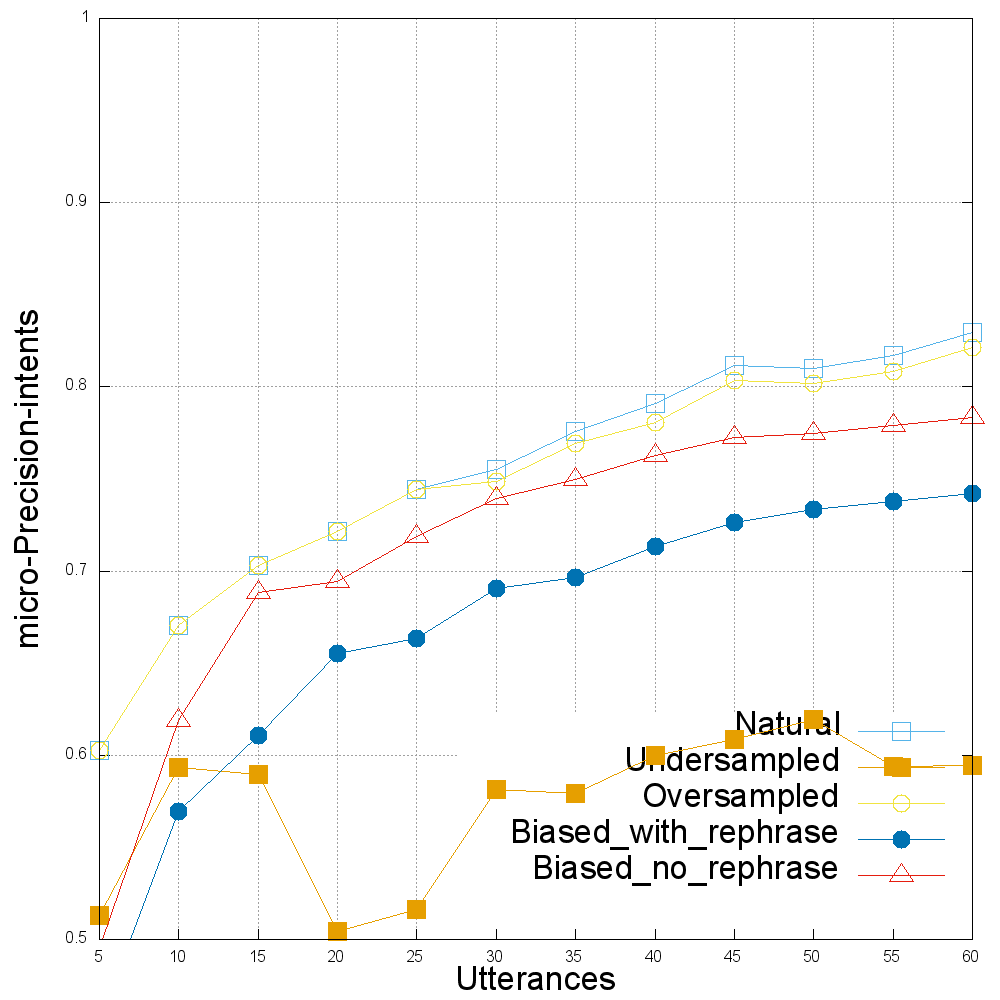 1
0.9
0.8
0.7
0.6
0.5
micro-Precision-intents
Natural
Undersampled
Oversampled
Biased_with_rephrase
Biased_no_rephrase
5 10 15 20 25 30 35 40 45 50 55 60
Utterances